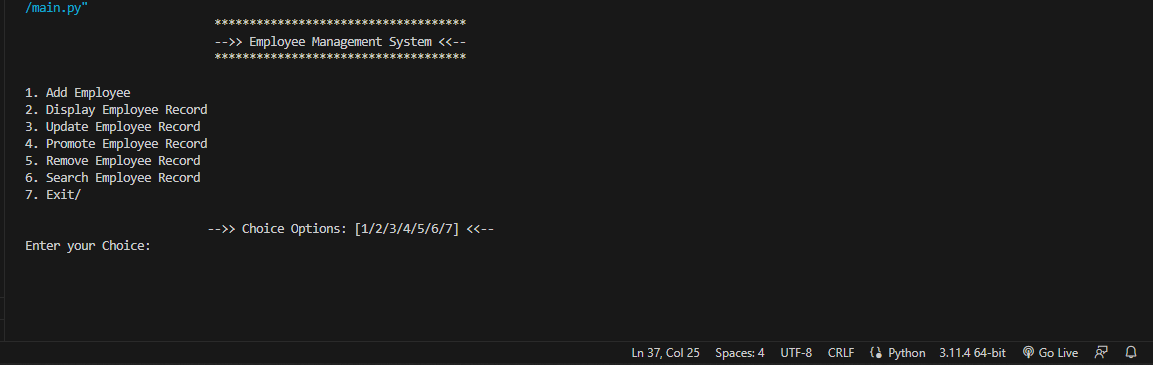 /main.py"
************************************
-->> Employee Management System <<--
************************************
1. Add Employee
2. Display Employee Record
3. Update Employee Record
4. Promote Employee Record
5. Remove Employee Record
6. Search Employee Record
7. Exit/
-->> Choice Options: [1/2/3/4/5/6/7] <<--
Enter your Choice:
Ln 37, Col 25 Spaces: 4 UTF-8 CRLF Python 3.11.4 64-bit Go Live